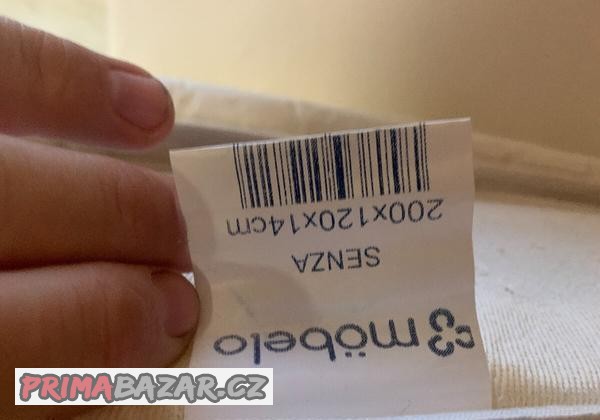 möbelo
SENZA
200x120x14cm
PRIMABAZAR.CZ